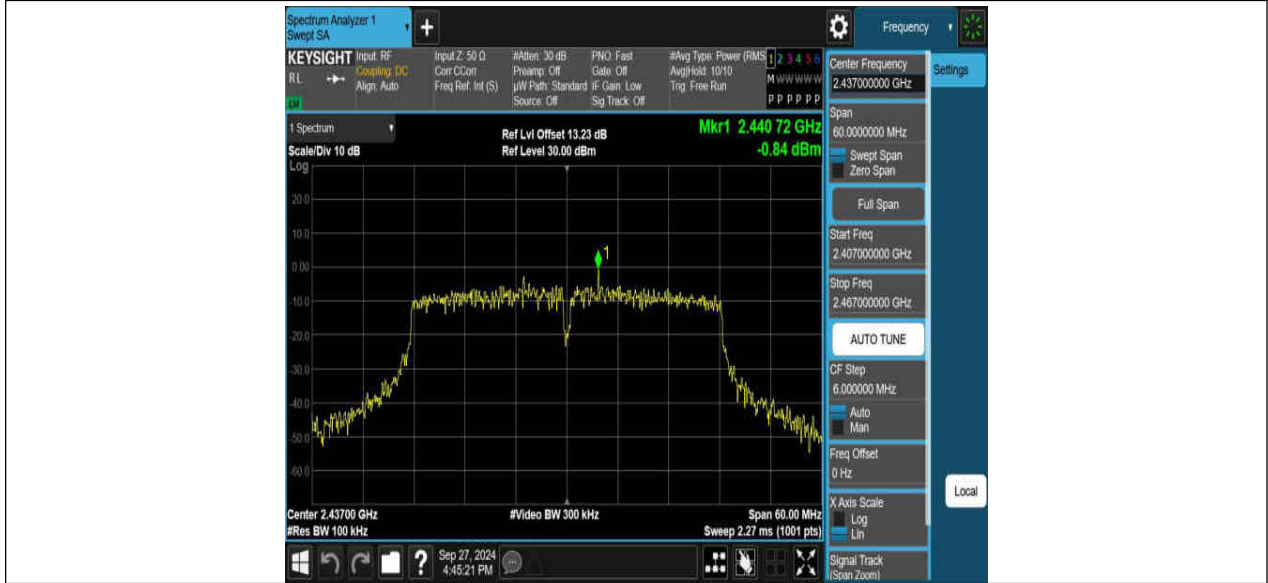 Spectrum Analyzer 1
Swept SA
+
Frequency
KEYSIGHT
RL
Input: RF
Coupling: DC
Align: Auto
Input Z: 50 Ω
Corr CCorr
Freq Ref: Int (S)
#Atten: 30 dB
Preamp: Off
µW Path: Standard
Source: Off
PNO: Fast
Gate: Off
IF Gain: Low
Sig Track: Off
#Avg Type: Power (RMS
Avg|Hold: 10/10
Trig: Free Run
1 2 3 4 5 6
M W W W W W
P P P P P P
1 Spectrum
Scale/Div 10 dB
Ref Lvl Offset 13.23 dB
Ref Level 30.00 dBm
Mkr1 2.440 72 GHz
-0.84 dBm
Log
20.0
10.0
0.00
-10.0
-20.0
-30.0
-40.0
-50.0
-60.0
1
Center 2.43700 GHz
#Res BW 100 kHz
#Video BW 300 kHz
Span 60.00 MHz
Sweep 2.27 ms (1001 pts)
Sep 27, 2024
4:45:21 PM
?
Center Frequency
2.437000000 GHz
Settings
Span
60.0000000 MHz
Swept Span
Zero Span
Full Span
Start Freq
2.407000000 GHz
Stop Freq
2.467000000 GHz
AUTO TUNE
CF Step
6.000000 MHz
Auto
Man
Freq Offset
0 Hz
X Axis Scale
Log
Lin
Local
Signal Track
(Span Zoom)